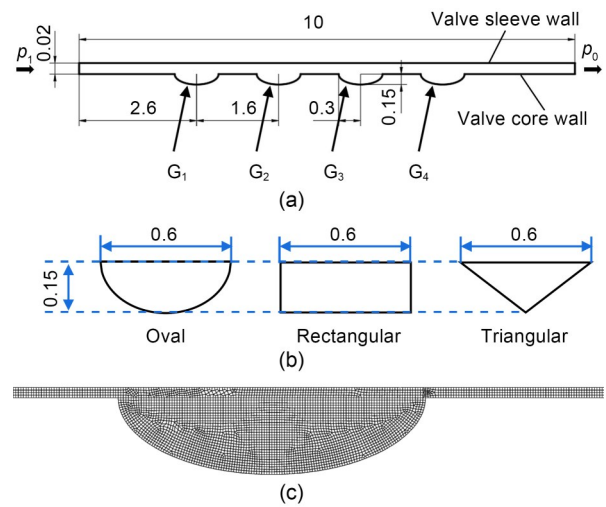 10
Valve sleeve wall
0.02
p1
p0
2.6
1.6
0.3
0.15
Valve core wall
G1
G2
G3
G4
(a)
0.6
0.6
0.6
0.15
Oval
Rectangular
Triangular
(b)
(c)